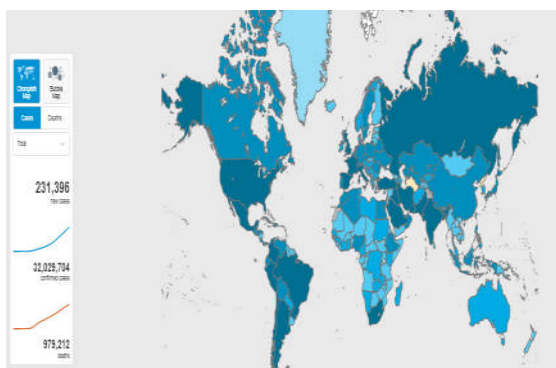 Choropleth
Map
Bubble
Map
Cases
Deaths
Total
231,396
new cases
32,029,704
confirmed cases
979,212
deaths